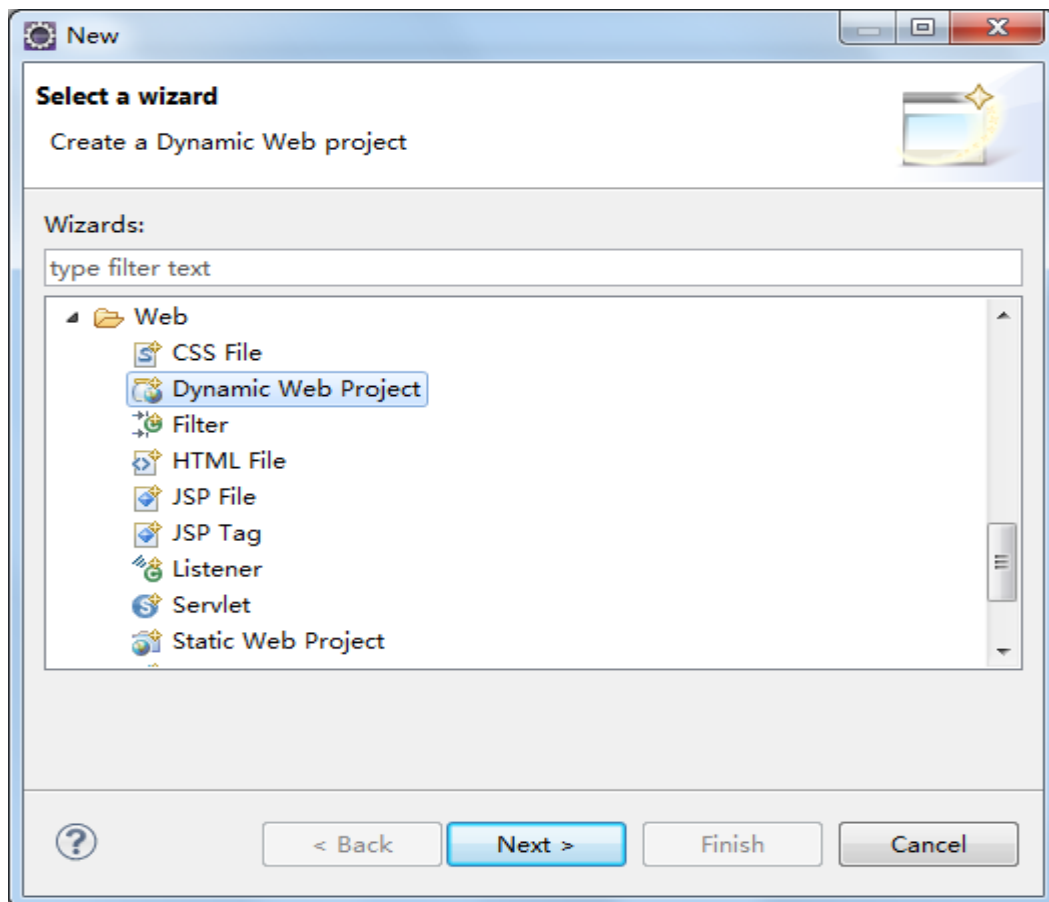 New
Select a wizard
Create a Dynamic Web project
Wizards:
type filter text
Web
CSS File
Dynamic Web Project
Filter
HTML File
JSP File
JSP Tag
Listener
Servlet
Static Web Project
? < Back Next > Finish Cancel